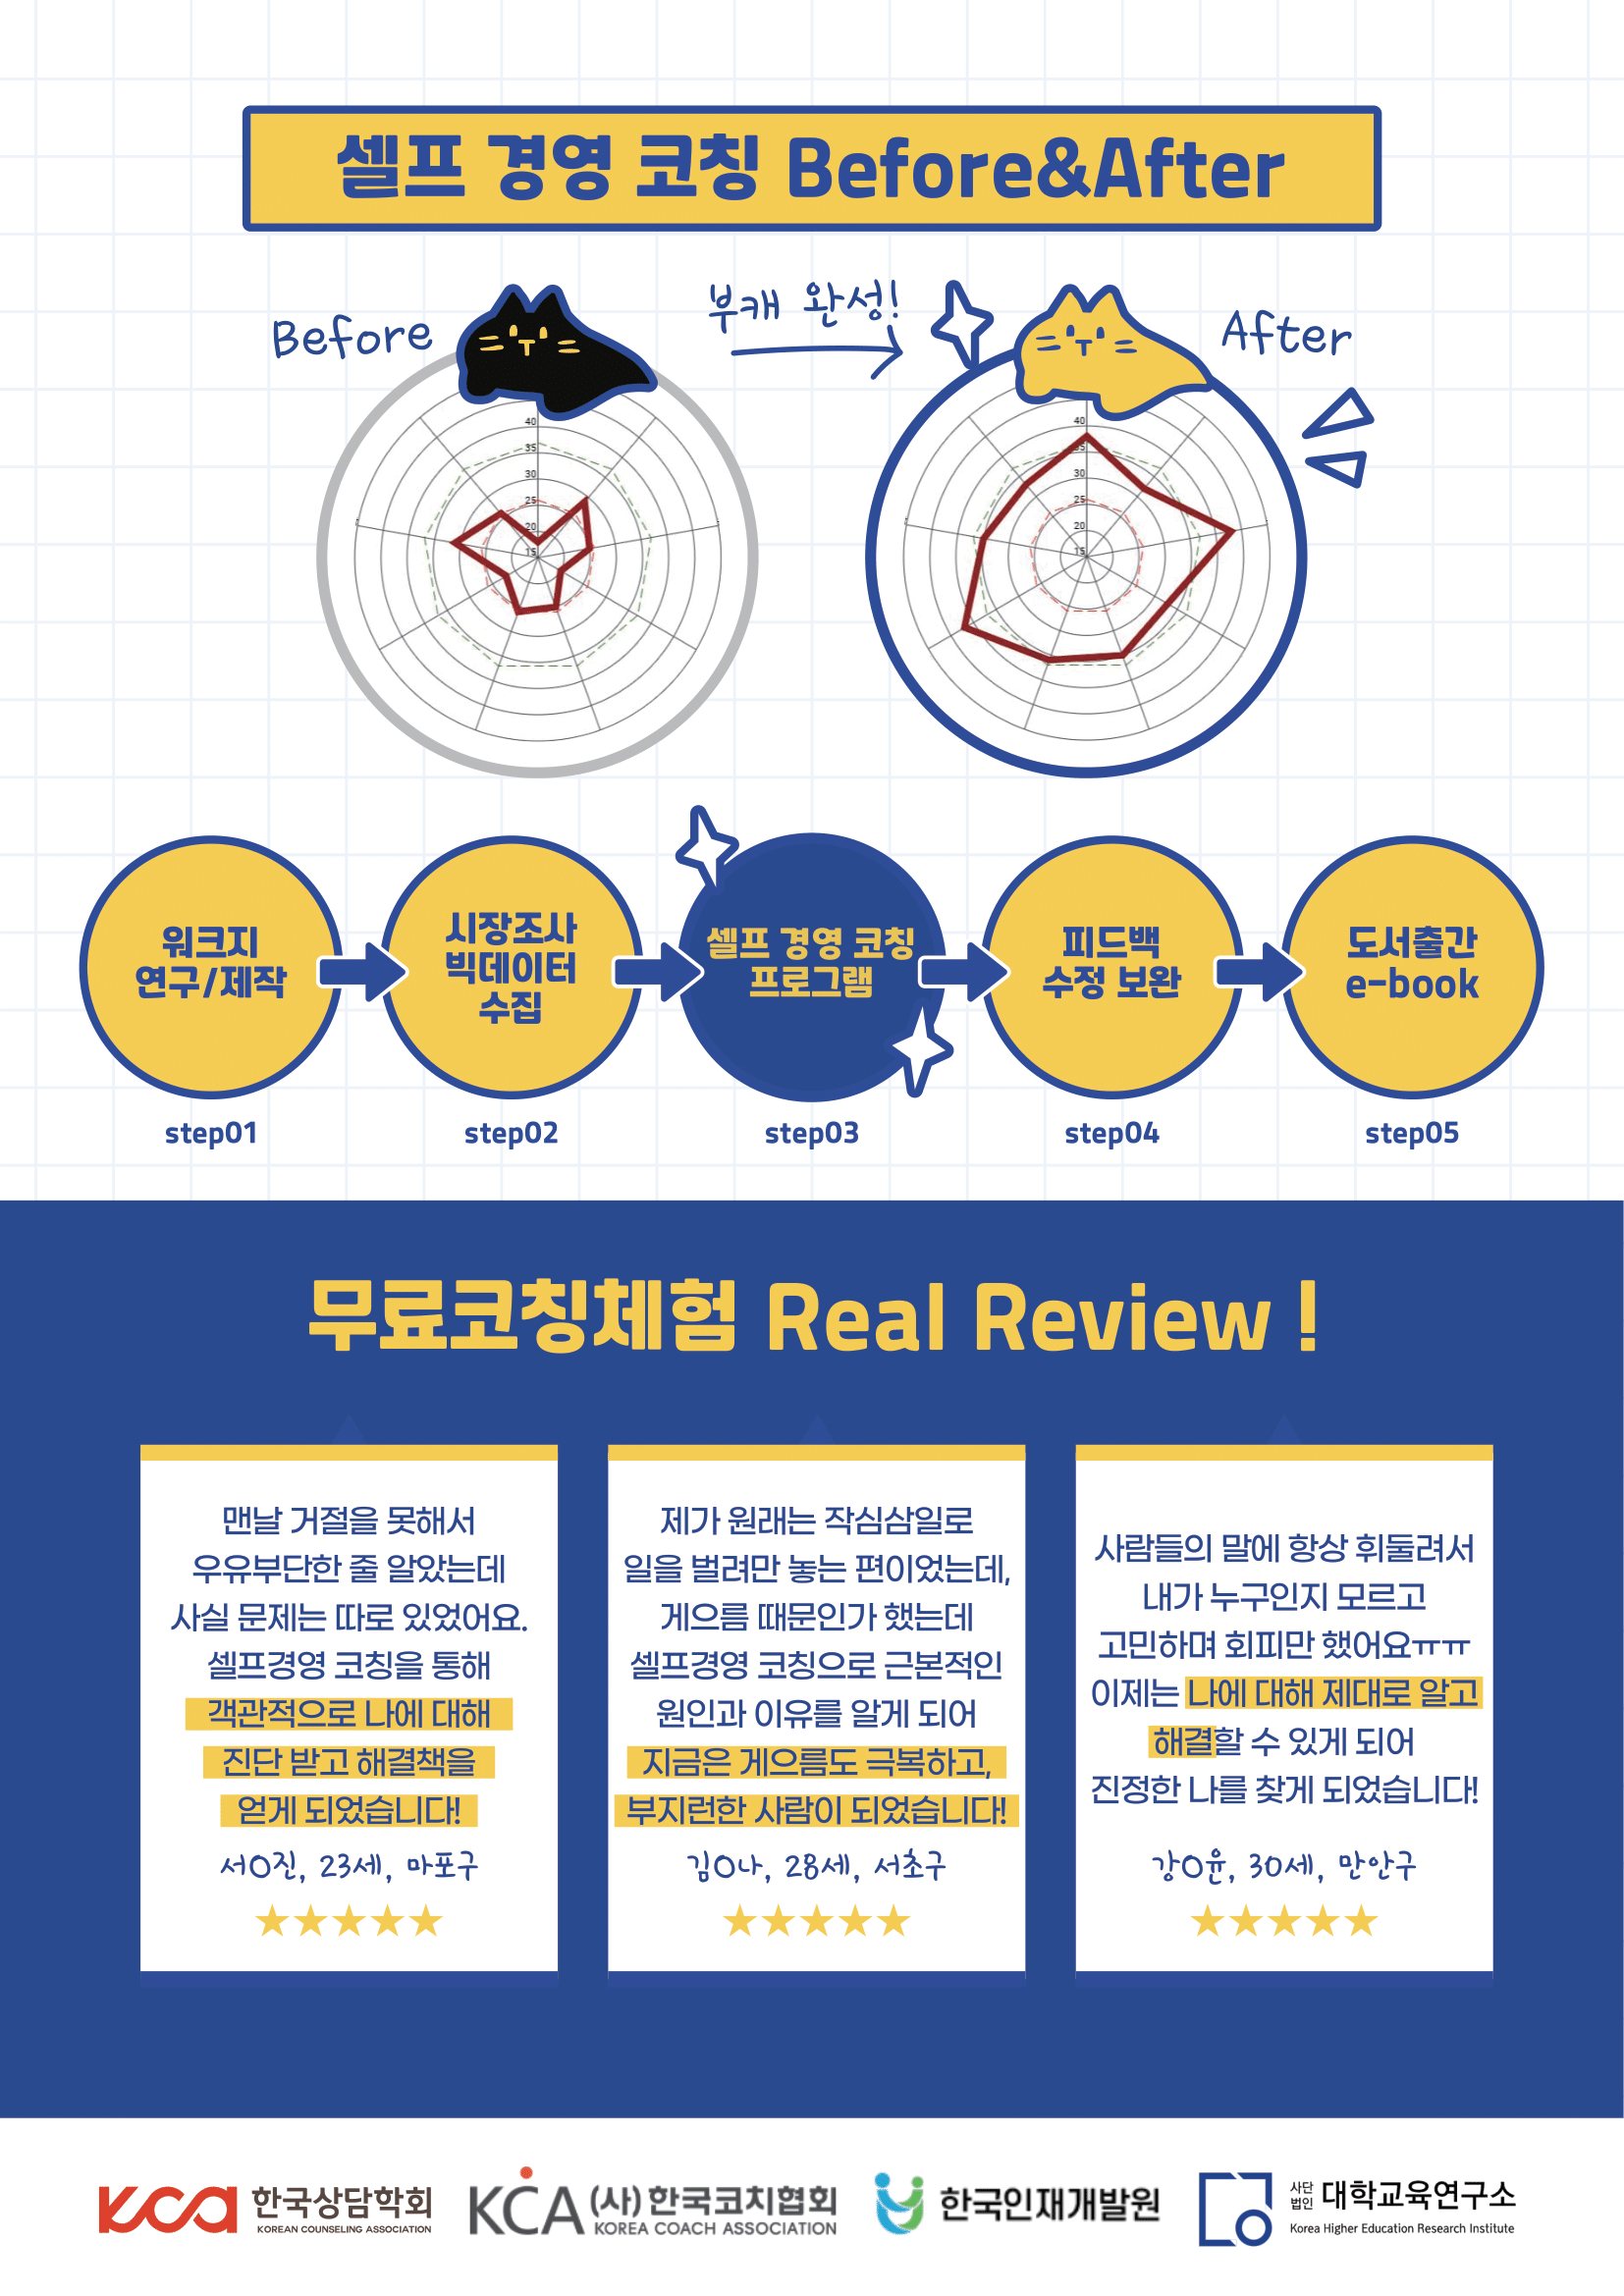 셀프 경영 코칭 Before&After
Before
부캐 완성!
After
40
35
30
25
20
15
40
35
30
25
20
15
워크지
연구/제작
시장조사
빅데이터
수집
셀프 경영 코칭
프로그램
피드백
수정 보완
도서출간
e-book
step01
step02
step03
step04
step05
무료코칭체험 Real Review !
맨날 거절을 못해서
우유부단한 줄 알았는데
사실 문제는 따로 있었어요.
셀프경영 코칭을 통해
객관적으로 나에 대해
진단 받고 해결책을
얻게 되었습니다!
서O진, 23세, 마포구
★★★★★
제가 원래는 작심삼일로
일을 벌려만 놓는 편이었는데,
게으름 때문인가 했는데
셀프경영 코칭으로 근본적인
원인과 이유를 알게 되어
지금은 게으름도 극복하고,
부지런한 사람이 되었습니다!
김O나, 28세, 서초구
★★★★★
사람들의 말에 항상 휘둘려서
내가 누구인지 모르고
고민하며 회피만 했어요ㅠㅠ
이제는 나에 대해 제대로 알고
해결할 수 있게 되어
진정한 나를 찾게 되었습니다!
강O윤, 30세, 만안구
★★★★★
kca 한국상담학회
KOREAN COUNSELING ASSOCIATION
KCA (사)한국코치협회
KOREA COACH ASSOCIATION
한국인재개발원
사단법인 대학교육연구소
Korea Higher Education Research Institute